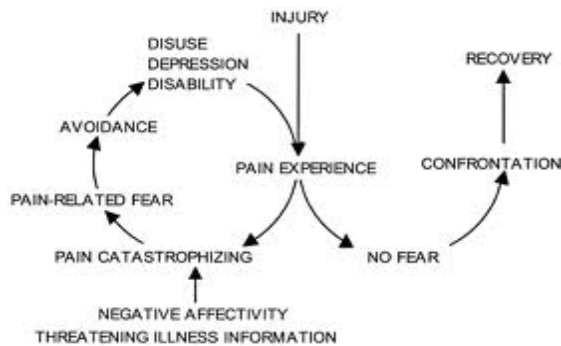 INJURY
DISUSE
DEPRESSION
DISABILITY
RECOVERY
AVOIDANCE
PAIN EXPERIENCE
CONFRONTATION
PAIN-RELATED FEAR
PAIN CATASTROPHIZING
NO FEAR
NEGATIVE AFFECTIVITY
THREATENING ILLNESS INFORMATION